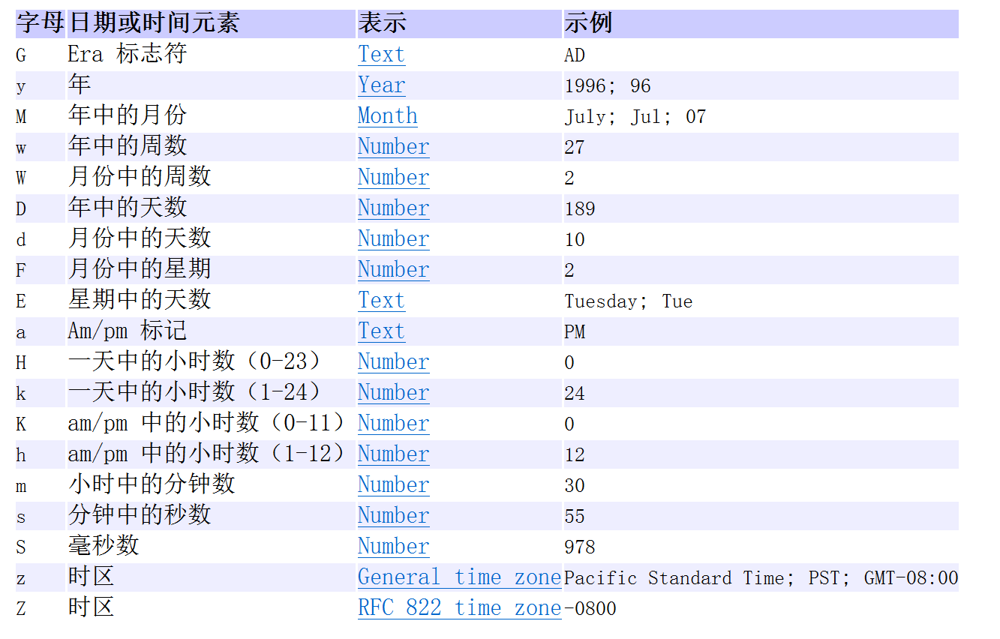 字母 日期或时间元素 表示 示例
G Era 标志符 Text AD
y 年 Year 1996; 96
M 年中的月份 Month July; Jul; 07
w 年中的周数 Number 27
W 月份中的周数 Number 2
D 年中的天数 Number 189
d 月份中的天数 Number 10
F 月份中的星期 Number 2
E 星期中的天数 Text Tuesday; Tue
a Am/pm 标记 Text PM
H 一天中的小时数（0-23） Number 0
k 一天中的小时数（1-24） Number 24
K am/pm 中的小时数（0-11） Number 0
h am/pm 中的小时数（1-12） Number 12
m 小时中的分钟数 Number 30
s 分钟中的秒数 Number 55
S 毫秒数 Number 978
z 时区 General time zone Pacific Standard Time; PST; GMT-08:00
Z 时区 RFC 822 time zone -0800